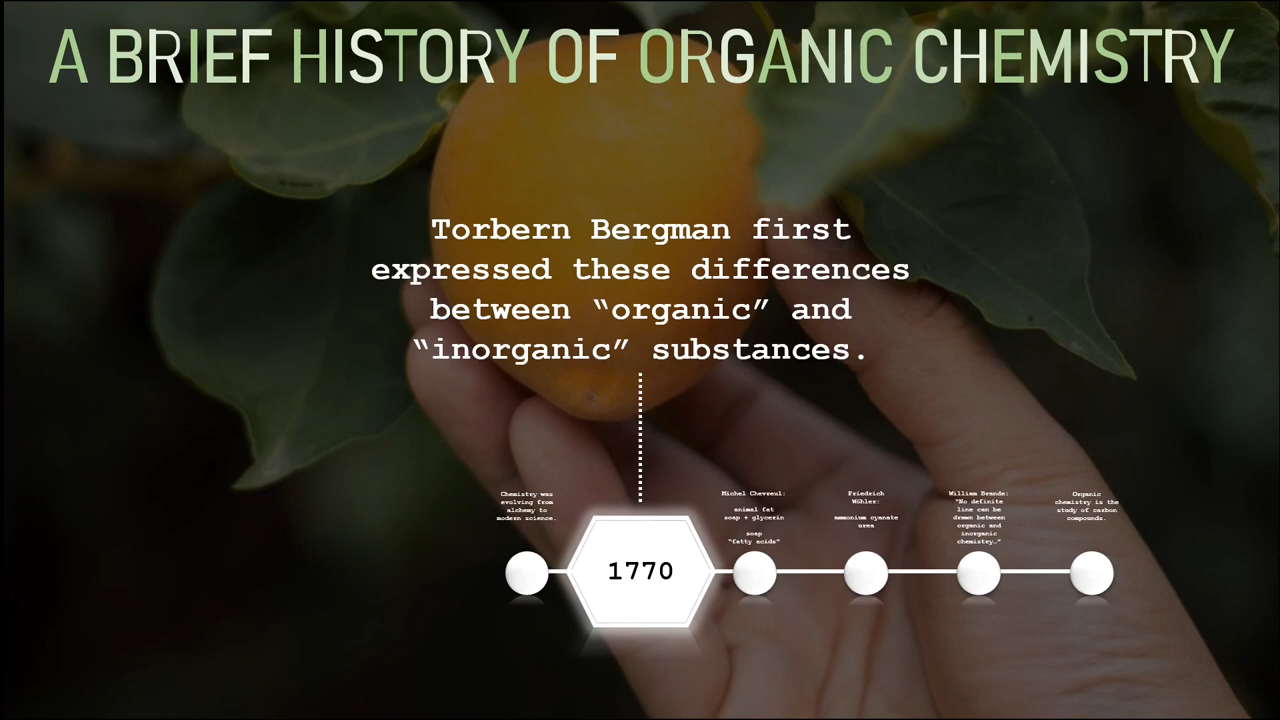 A BRIEF HISTORY OF ORGANIC CHEMISTRY
Torbern Bergman first
expressed these differences
between “organic” and
“inorganic” substances.
Chemistry was
evolving from
alchemy to
modern science.
1770
Michel Chevreul:
animal fat
soap + glycerin
soap
“fatty acids”
Friedrich
Wöhler:
ammonium cyanate
urea
William Brande:
“No definite
line can be
drawn between
organic and
inorganic
chemistry…”
Organic
chemistry is the
study of carbon
compounds.